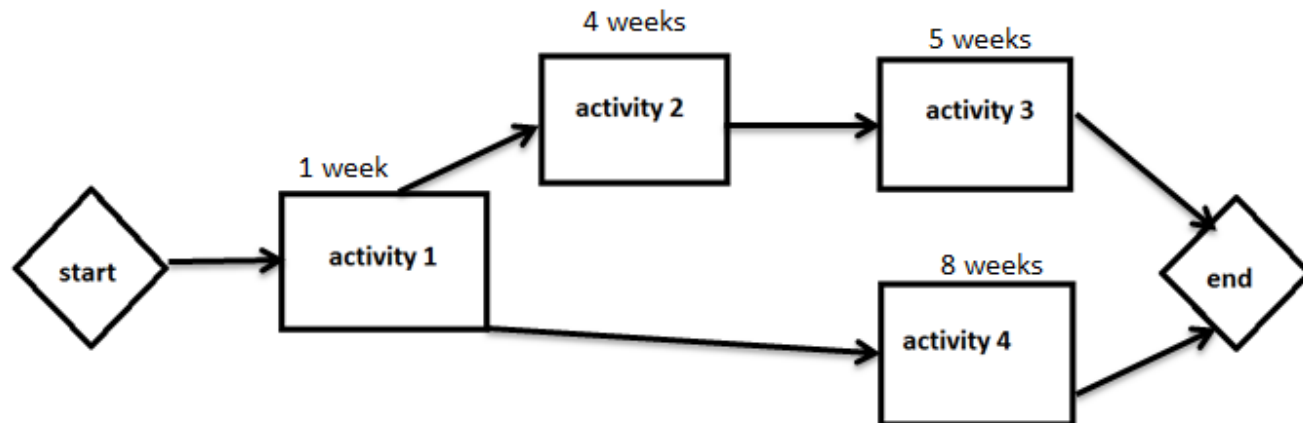 4 weeks
5 weeks
activity 2
activity 3
1 week
start
activity 1
8 weeks
end
activity 4